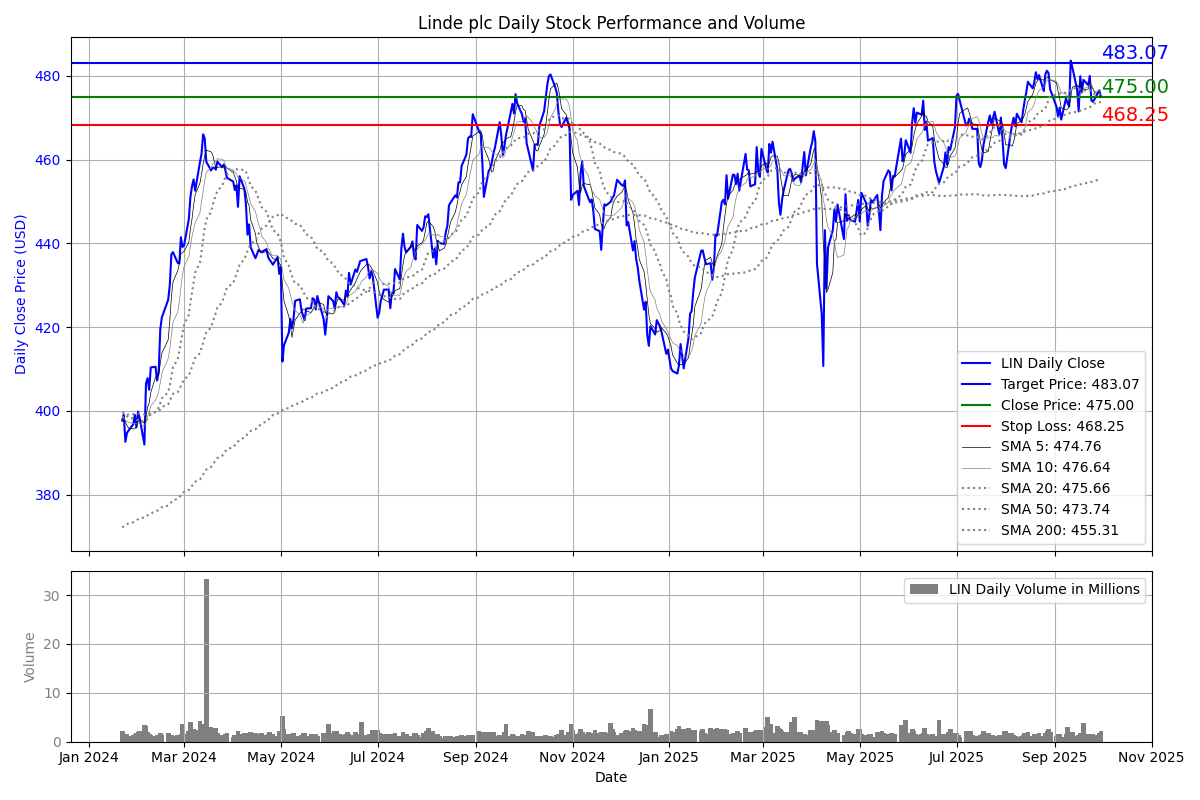 Linde plc Daily Stock Performance and Volume
483.07
480
475.00
468.25
460
440
Daily Close Price (USD)
420
400
380
LIN Daily Close
Target Price: 483.07
Close Price: 475.00
Stop Loss: 468.25
SMA 5: 474.76
SMA 10: 476.64
SMA 20: 475.66
SMA 50: 473.74
SMA 200: 455.31
LIN Daily Volume in Millions
30
20
Volume
10
0
Jan 2024 Mar 2024 May 2024 Jul 2024 Sep 2024 Nov 2024 Jan 2025 Mar 2025 May 2025 Jul 2025 Sep 2025 Nov 2025
Date